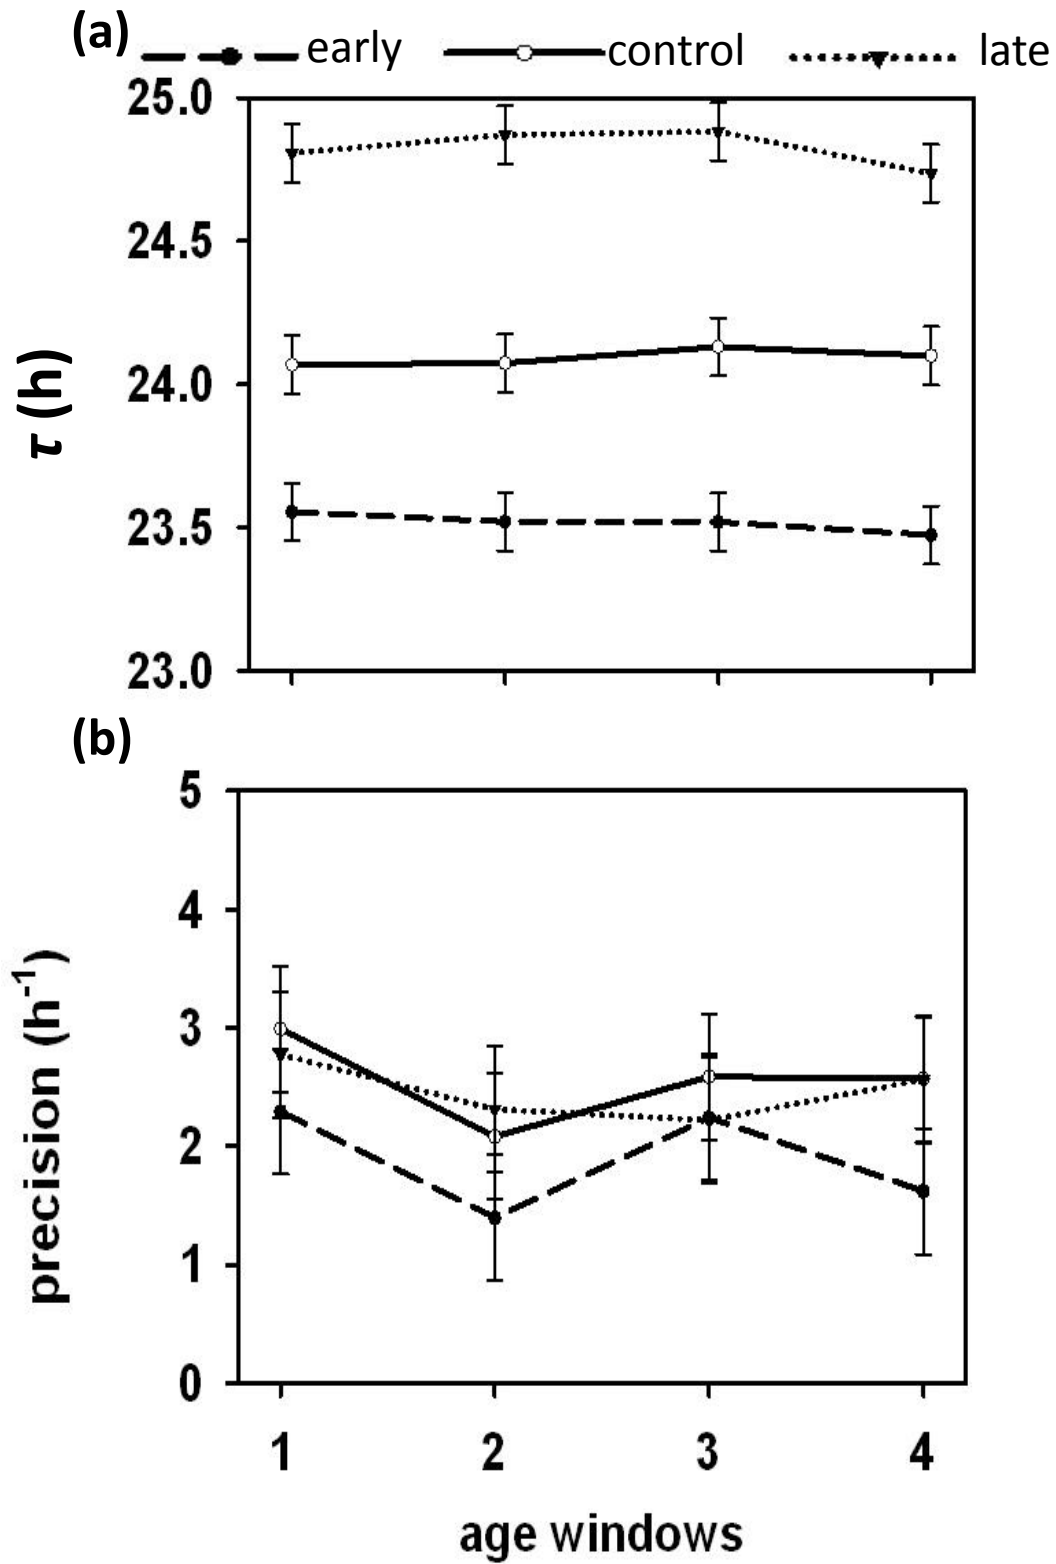 (a)
early control late
25.0
24.5
24.0
23.5
23.0
τ (h)
(b)
5
4
3
2
1
0
precision (h⁻¹)
1 2 3 4
age windows